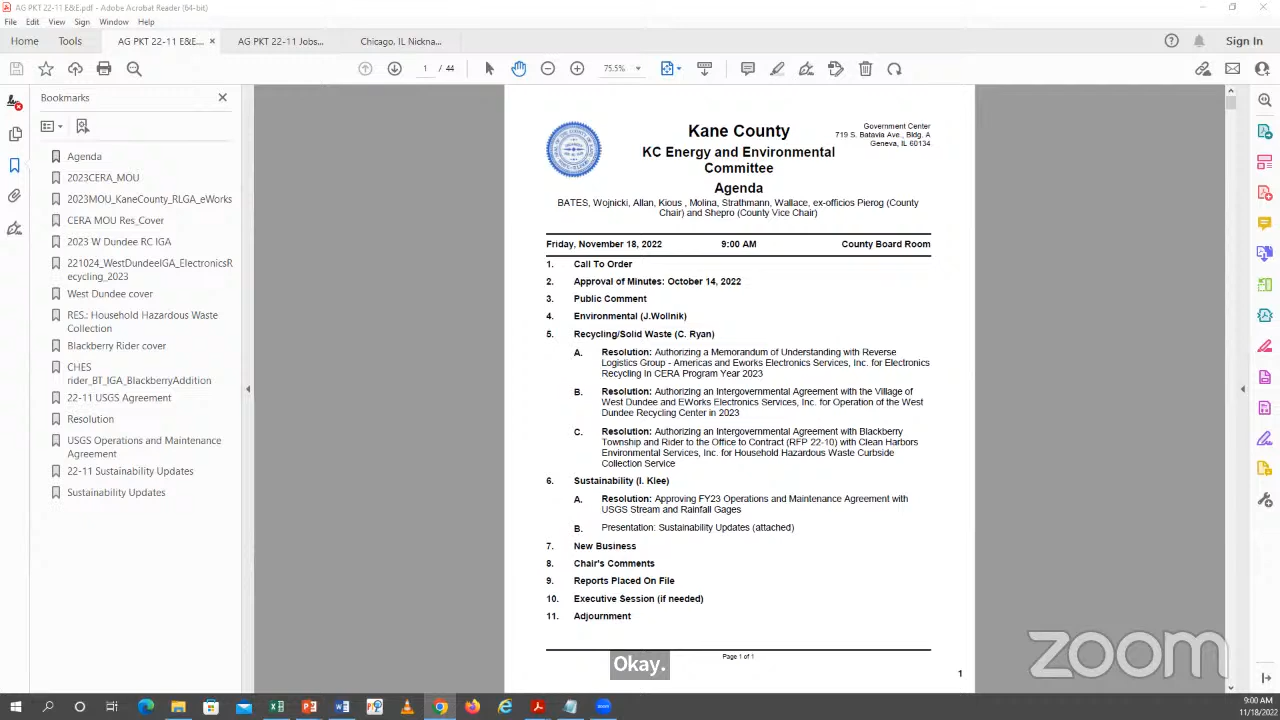 AG PKT 22-11 E&E.pdf - Adobe Acrobat Reader (64-bit)
File Edit View Sign Window Help
Home Tools AG PKT 22-11 E&E... × AG PKT 22-11 Jobs... Chicago, IL Nickna... Sign In
1 / 44 75.5%
Bookmarks
Agenda
2023CERA_MOU
2023MOU_KaneCounty_RLGA_eWorks
CERA MOU Res_Cover
2023 W Dundee RC IGA
221024_WestDundeeIGA_ElectronicsR
ecycling_2023
West Dundee cover
RES.: Household Hazardous Waste
Collection
Blackberry Rider cover
CHES
rider_BT_IGA_BlackberryAddition
22-11 USGS Agreement
Resolution
USGS Operations and Maintenance
Agreement
22-11 Sustainability Updates
Sustainability Updates
Kane County
KC Energy and Environmental
Committee
Agenda
Government Center
719 S. Batavia Ave., Bldg. A
Geneva, IL 60134
BATES, Wojnicki, Allan, Kious , Molina, Strathmann, Wallace, ex-officios Pierog (County
Chair) and Shepro (County Vice Chair)
Friday, November 18, 2022 9:00 AM County Board Room
1. Call To Order
2. Approval of Minutes: October 14, 2022
3. Public Comment
4. Environmental (J.Wollnik)
5. Recycling/Solid Waste (C. Ryan)
A. Resolution: Authorizing a Memorandum of Understanding with Reverse
Logistics Group - Americas and Eworks Electronics Services, Inc. for Electronics
Recycling In CERA Program Year 2023
B. Resolution: Authorizing an Intergovernmental Agreement with the Village of
West Dundee and EWorks Electronics Services, Inc. for Operation of the West
Dundee Recycling Center in 2023
C. Resolution: Authorizing an Intergovernmental Agreement with Blackberry
Township and Rider to the Office to Contract (RFP 22-10) with Clean Harbors
Environmental Services, Inc. for Household Hazardous Waste Curbside
Collection Service
6. Sustainability (I. Klee)
A. Resolution: Approving FY23 Operations and Maintenance Agreement with
USGS Stream and Rainfall Gages
B. Presentation: Sustainability Updates (attached)
7. New Business
8. Chair's Comments
9. Reports Placed On File
10. Executive Session (if needed)
11. Adjournment
Page 1 of 1
1
Okay.
zoom
9:00 AM
11/18/2022